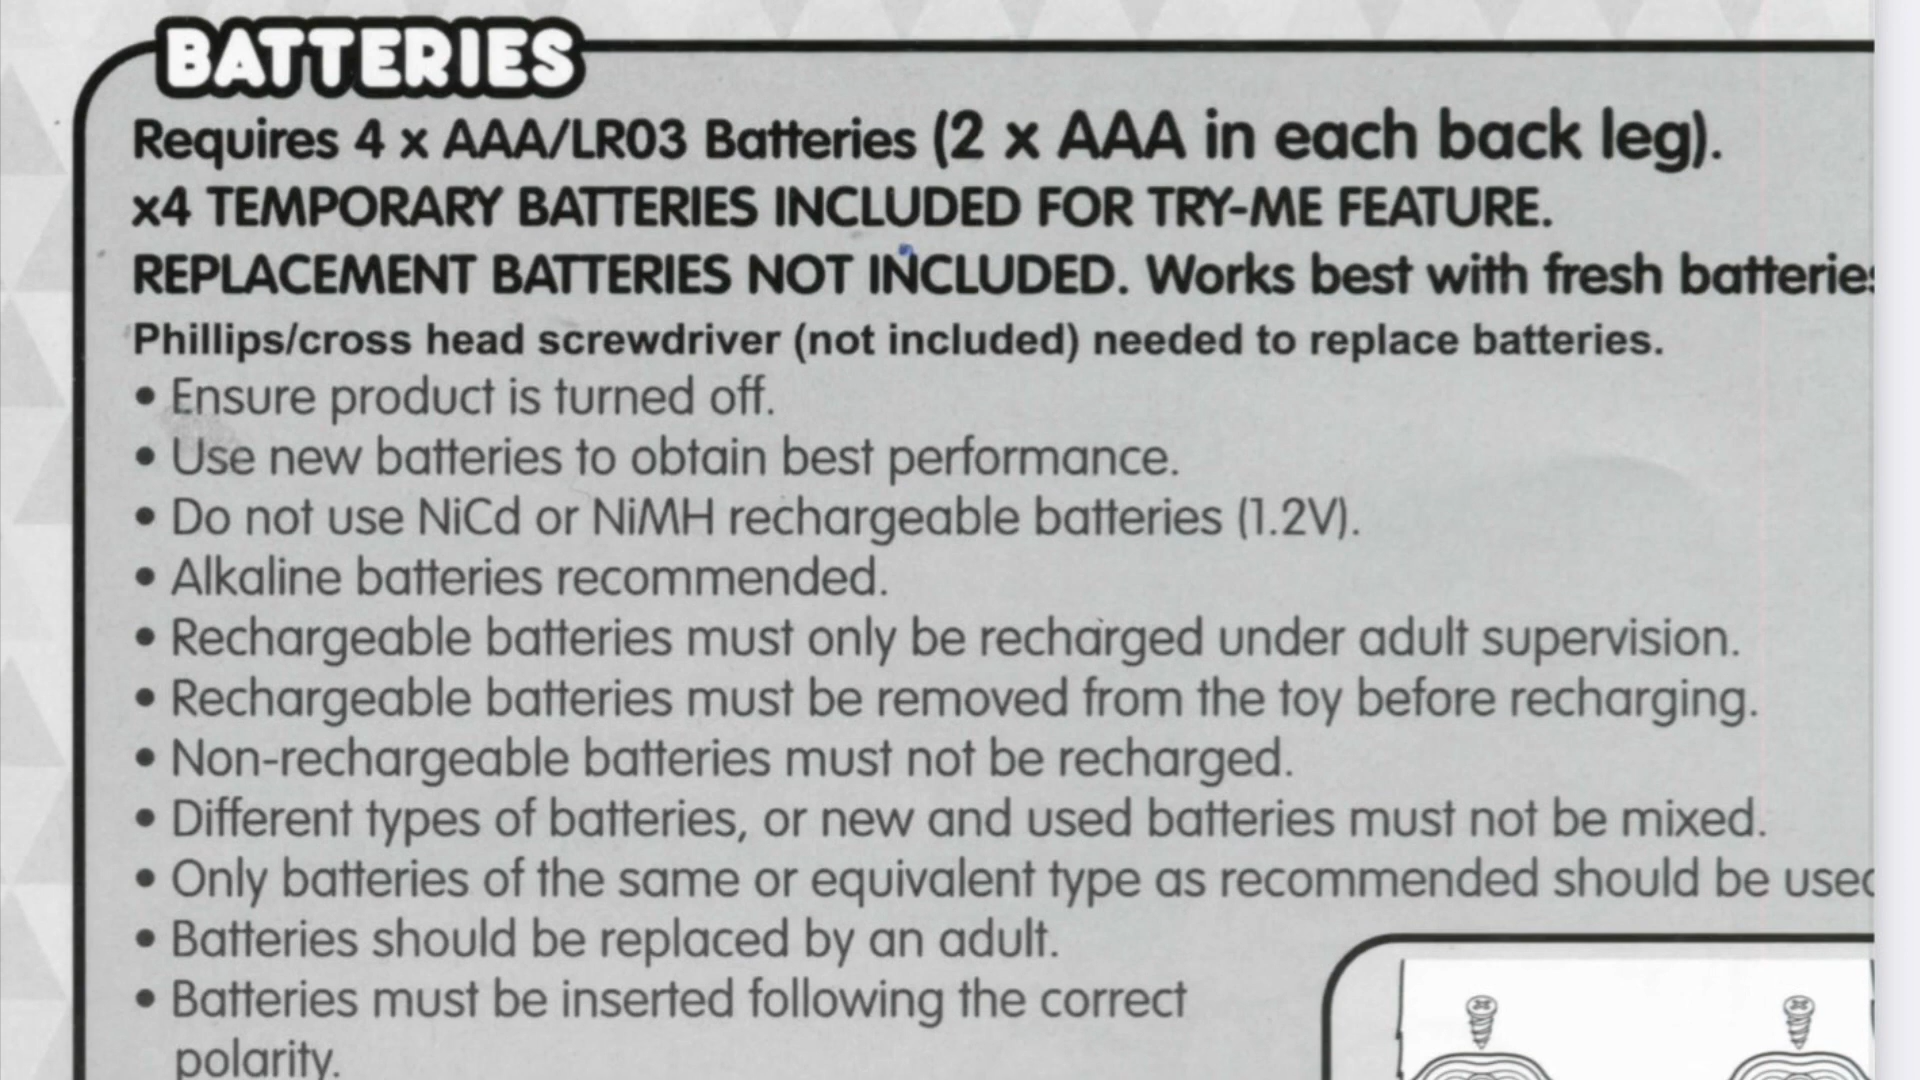 BATTERIES
Requires 4 x AAA/LR03 Batteries (2 x AAA in each back leg).
x4 TEMPORARY BATTERIES INCLUDED FOR TRY-ME FEATURE.
REPLACEMENT BATTERIES NOT INCLUDED. Works best with fresh batteries
Phillips/cross head screwdriver (not included) needed to replace batteries.
• Ensure product is turned off.
• Use new batteries to obtain best performance.
• Do not use NiCd or NiMH rechargeable batteries (1.2V).
• Alkaline batteries recommended.
• Rechargeable batteries must only be recharged under adult supervision.
• Rechargeable batteries must be removed from the toy before recharging.
• Non-rechargeable batteries must not be recharged.
• Different types of batteries, or new and used batteries must not be mixed.
• Only batteries of the same or equivalent type as recommended should be used
• Batteries should be replaced by an adult.
• Batteries must be inserted following the correct
polarity.